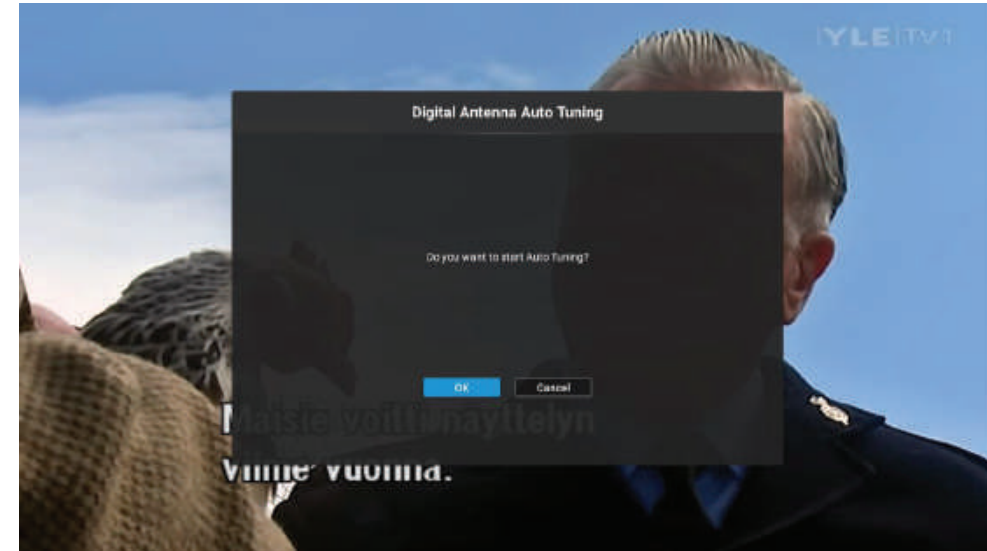 YLE TV1
Digital Antenna Auto Tuning
Do you want to start Auto Tuning?
OK
Cancel
Maisie voitti näyttelyn
viime vuonna.